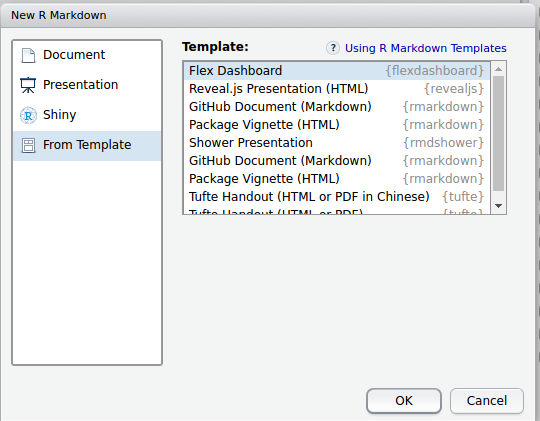 New R Markdown
Document
Presentation
Shiny
From Template
Template:
? Using R Markdown Templates
Flex Dashboard {flexdashboard}
Reveal.js Presentation (HTML) {revealjs}
GitHub Document (Markdown) {rmarkdown}
Package Vignette (HTML) {rmarkdown}
Shower Presentation {rmdshower}
GitHub Document (Markdown) {rmarkdown}
Package Vignette (HTML) {rmarkdown}
Tufte Handout (HTML or PDF in Chinese) {tufte}
Tufte Handout (HTML or PDF) {tufte}
OK
Cancel